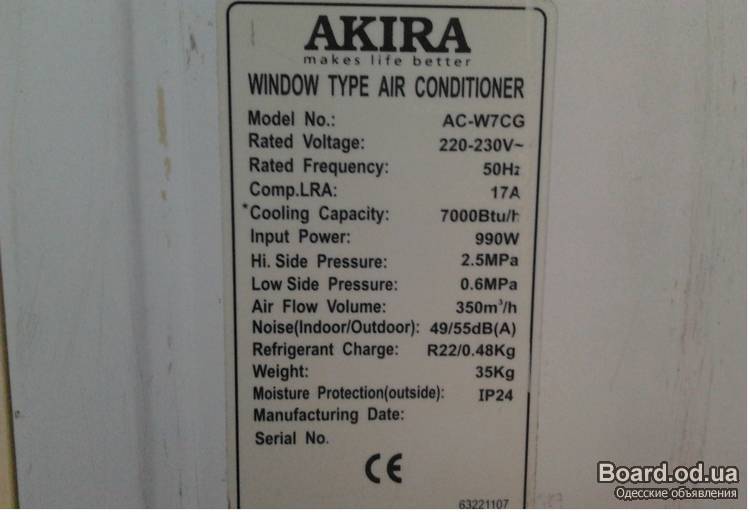 AKIRA
makes life better
WINDOW TYPE AIR CONDITIONER
Model No.: AC-W7CG
Rated Voltage: 220-230V~
Rated Frequency: 50Hz
Comp.LRA: 17A
*Cooling Capacity: 7000Btu/h
Input Power: 990W
Hi. Side Pressure: 2.5MPa
Low Side Pressure: 0.6MPa
Air Flow Volume: 350m³/h
Noise(Indoor/Outdoor): 49/55dB(A)
Refrigerant Charge: R22/0.48Kg
Weight: 35Kg
Moisture Protection(outside): IP24
Manufacturing Date:
Serial No.
CE
63221107
Board.od.ua
Одесские объявления